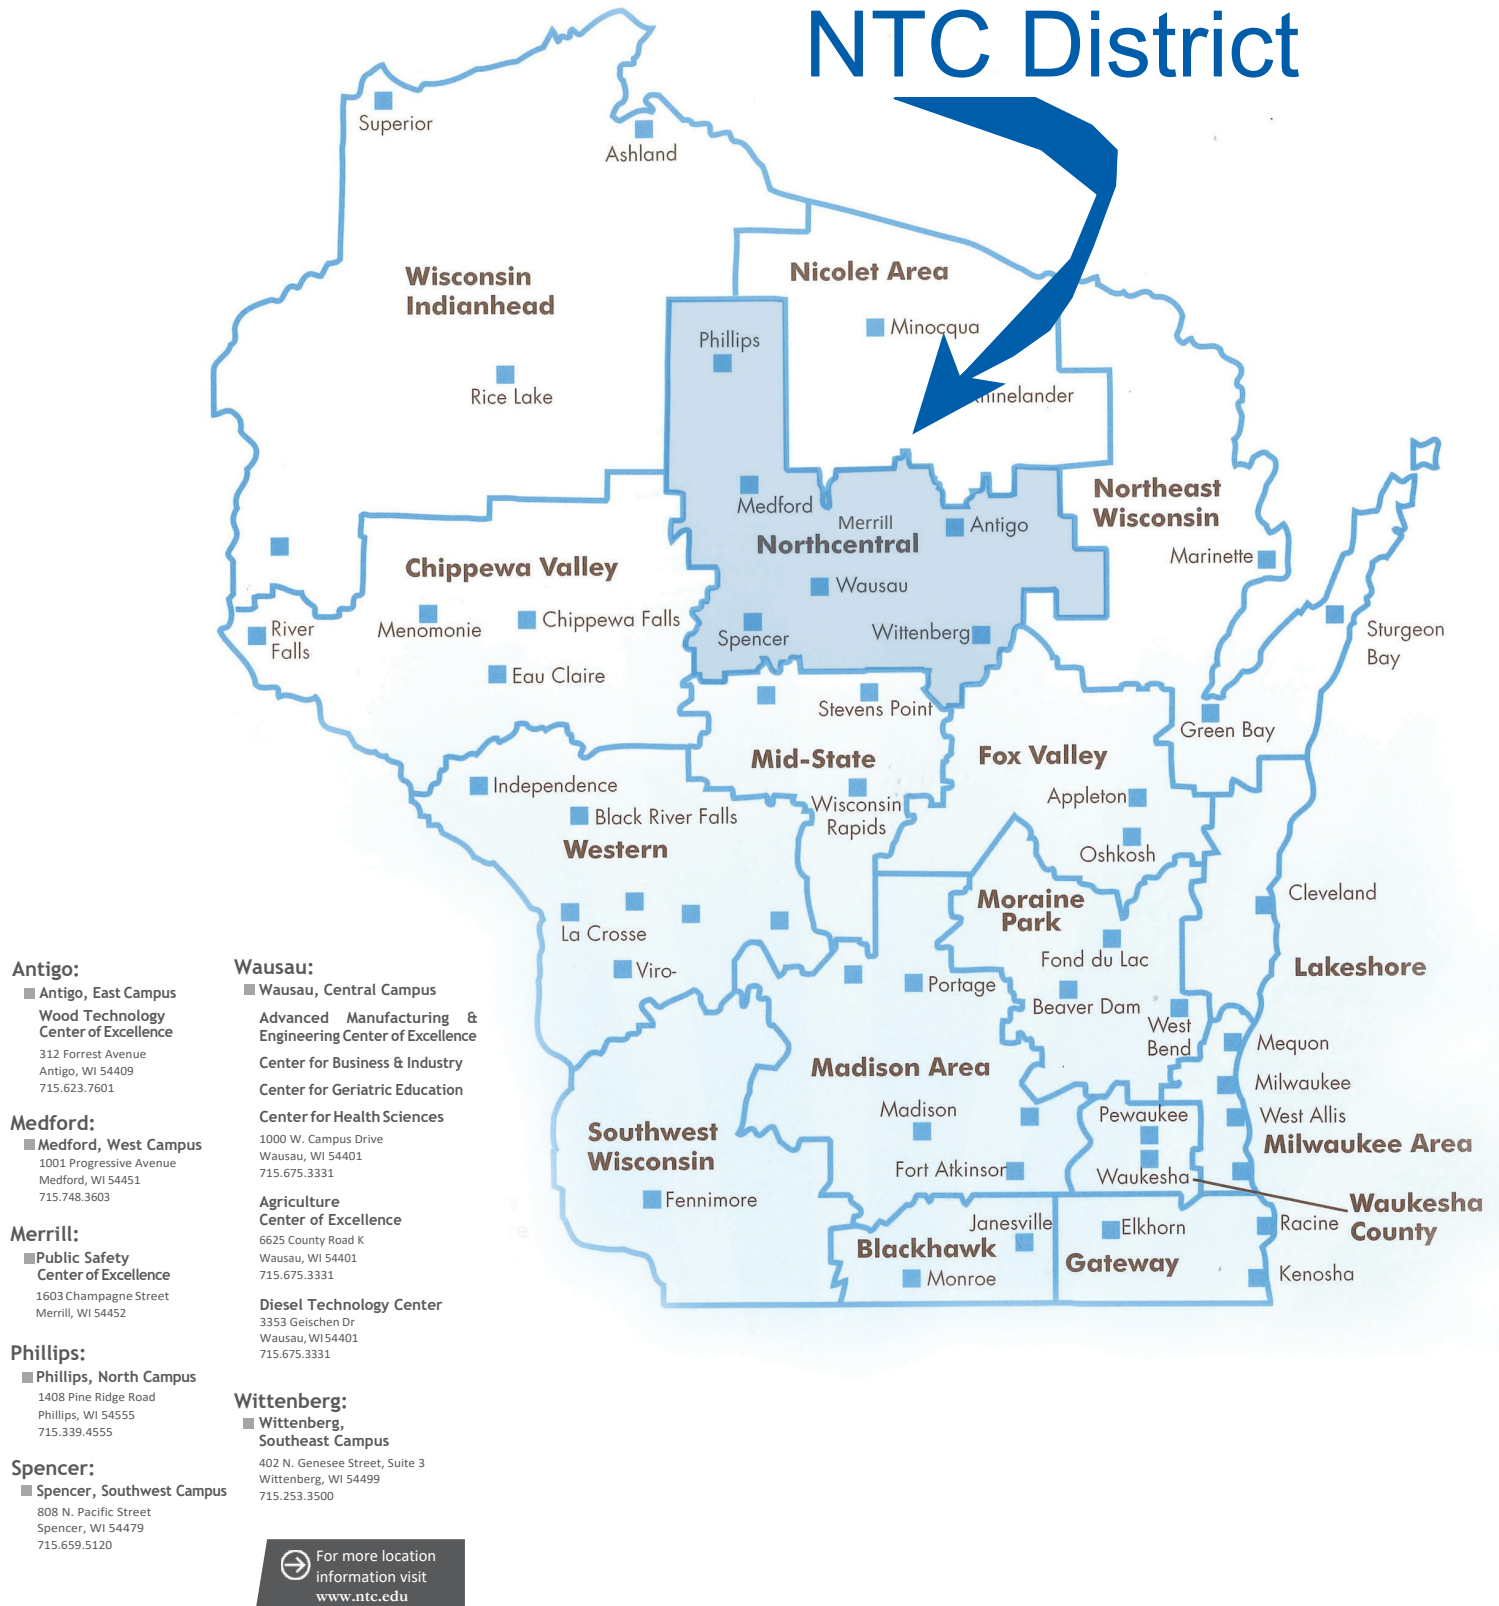 NTC District
Superior
Ashland
Wisconsin
Indianhead
Nicolet Area
Minocqua
Phillips
Rice Lake
Medford
Merrill
Antigo
Northcentral
Wausau
Spencer
Wittenberg
Northeast
Wisconsin
Marinette
Sturgeon
Bay
Green Bay
Chippewa Valley
Menomonie
Chippewa Falls
Eau Claire
River
Falls
Stevens Point
Mid-State
Wisconsin
Rapids
Fox Valley
Appleton
Oshkosh
Independence
Black River Falls
Western
La Crosse
Viro-
Moraine
Park
Fond du Lac
Beaver Dam
West
Bend
Cleveland
Lakeshore
Portage
Madison Area
Madison
Fort Atkinson
Mequon
Milwaukee
West Allis
Milwaukee Area
Pewaukee
Waukesha
Waukesha
County
Southwest
Wisconsin
Fennimore
Janesville
Blackhawk
Monroe
Elkhorn
Gateway
Racine
Kenosha
Antigo:
Antigo, East Campus
Wood Technology
Center of Excellence
312 Forrest Avenue
Antigo, WI 54409
715.623.7601
Medford:
Medford, West Campus
1001 Progressive Avenue
Medford, WI 54451
715.748.3603
Merrill:
Public Safety
Center of Excellence
1603 Champagne Street
Merrill, WI 54452
Phillips:
Phillips, North Campus
1408 Pine Ridge Road
Phillips, WI 54555
715.339.4555
Spencer:
Spencer, Southwest Campus
808 N. Pacific Street
Spencer, WI 54479
715.659.5120
Wausau:
Wausau, Central Campus
Advanced Manufacturing &
Engineering Center of Excellence
Center for Business & Industry
Center for Geriatric Education
Center for Health Sciences
1000 W. Campus Drive
Wausau, WI 54401
715.675.3331
Agriculture
Center of Excellence
6625 County Road K
Wausau, WI 54401
715.675.3331
Diesel Technology Center
3353 Geischen Dr
Wausau, WI 54401
715.675.3331
Wittenberg:
Wittenberg,
Southeast Campus
402 N. Genesee Street, Suite 3
Wittenberg, WI 54499
715.253.3500
For more location
information visit
www.ntc.edu